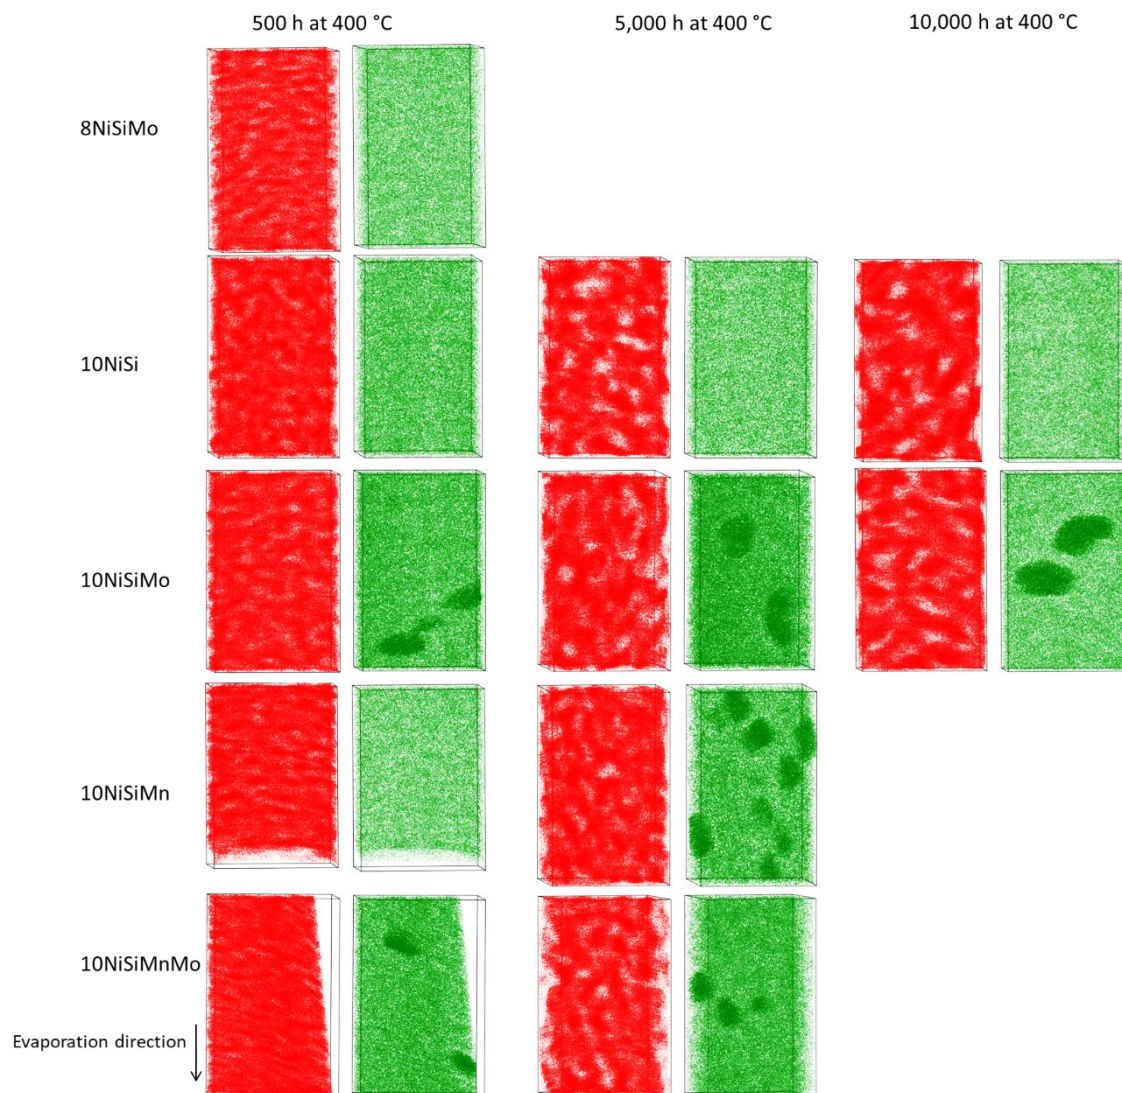 500 h at 400 °C
5,000 h at 400 °C
10,000 h at 400 °C
8NiSiMo
10NiSi
10NiSiMo
10NiSiMn
10NiSiMnMo
Evaporation direction